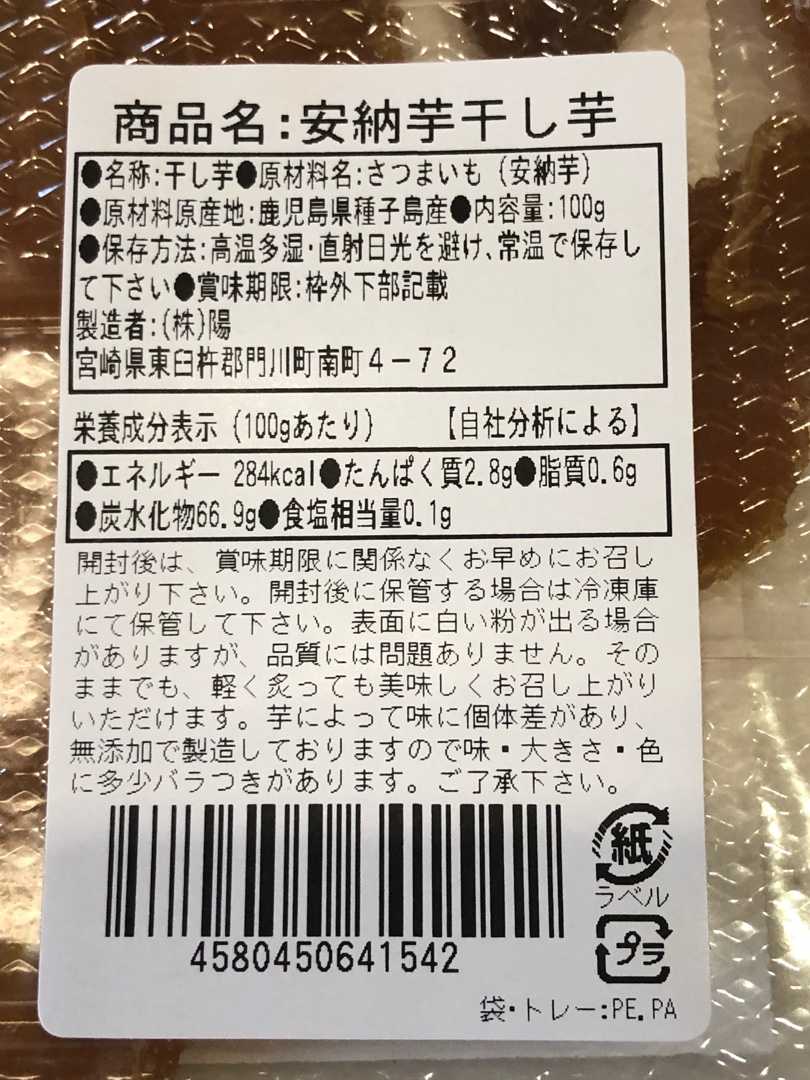 商品名:安納芋干し芋
●名称:干し芋●原材料名:さつまいも (安納芋)
●原材料原産地:鹿児島県種子島産●内容量:100g
●保存方法:高温多湿・直射日光を避け、常温で保存し
て下さい●賞味期限:枠外下部記載
製造者:(株)陽
宮崎県東臼杵郡門川町南町4-72
栄養成分表示 (100gあたり) 【自社分析による】
●エネルギー 284kcal●たんぱく質2.8g●脂質0.6g
●炭水化物66.9g●食塩相当量0.1g
開封後は、賞味期限に関係なくお早めにお召し
上がり下さい。開封後に保管する場合は冷凍庫
にて保管して下さい。表面に白い粉が出る場合
がありますが、品質には問題ありません。その
ままでも、軽く炙っても美味しくお召し上がり
いただけます。芋によって味に個体差があり、
無添加で製造しておりますので味・大きさ・色
に多少バラつきがあります。ご了承下さい。
4580450641542
紙
ラベル
プラ
袋・トレー:PE.PA